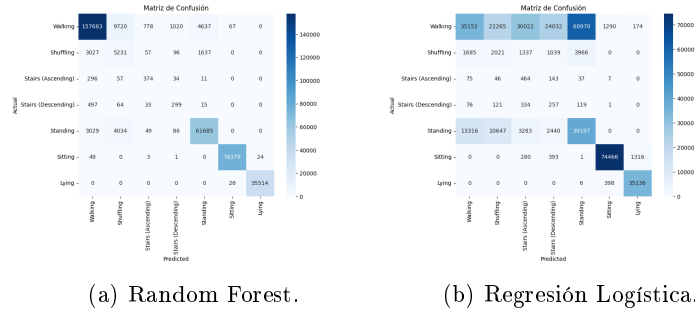 Matriz de Confusión
Walking 157683 9720 778 1020 4637 67 0
Shuffling 3027 5231 57 96 1637 0 0
Stairs (Ascending) 296 57 374 34 11 0 0
Stairs (Descending) 497 64 33 299 15 0 0
Standing 3029 4034 49 86 61685 0 0
Sitting 49 0 3 1 0 76379 24
Lying 0 0 0 0 0 26 35514
Actual
Walking Shuffling Stairs (Ascending) Stairs (Descending) Standing Sitting Lying
Predicted
140000
120000
100000
80000
60000
40000
20000
0
(a) Random Forest.
Matriz de Confusión
Walking 35152 22265 30022 24032 60970 1290 174
Shuffling 1685 2021 1337 1039 3966 0 0
Stairs (Ascending) 75 46 464 143 37 7 0
Stairs (Descending) 76 121 334 257 119 1 0
Standing 13316 10647 3283 2440 39197 0 0
Sitting 0 0 280 393 1 74466 1316
Lying 0 0 0 0 6 398 35136
Actual
Walking Shuffling Stairs (Ascending) Stairs (Descending) Standing Sitting Lying
Predicted
70000
60000
50000
40000
30000
20000
10000
0
(b) Regresión Logística.